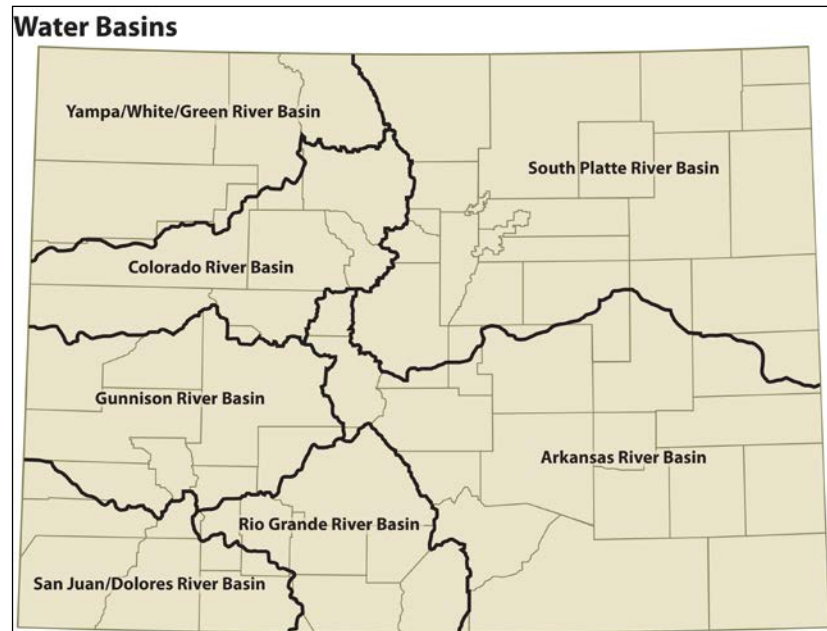 Water Basins
Yampa/White/Green River Basin
South Platte River Basin
Colorado River Basin
Gunnison River Basin
Arkansas River Basin
Rio Grande River Basin
San Juan/Dolores River Basin